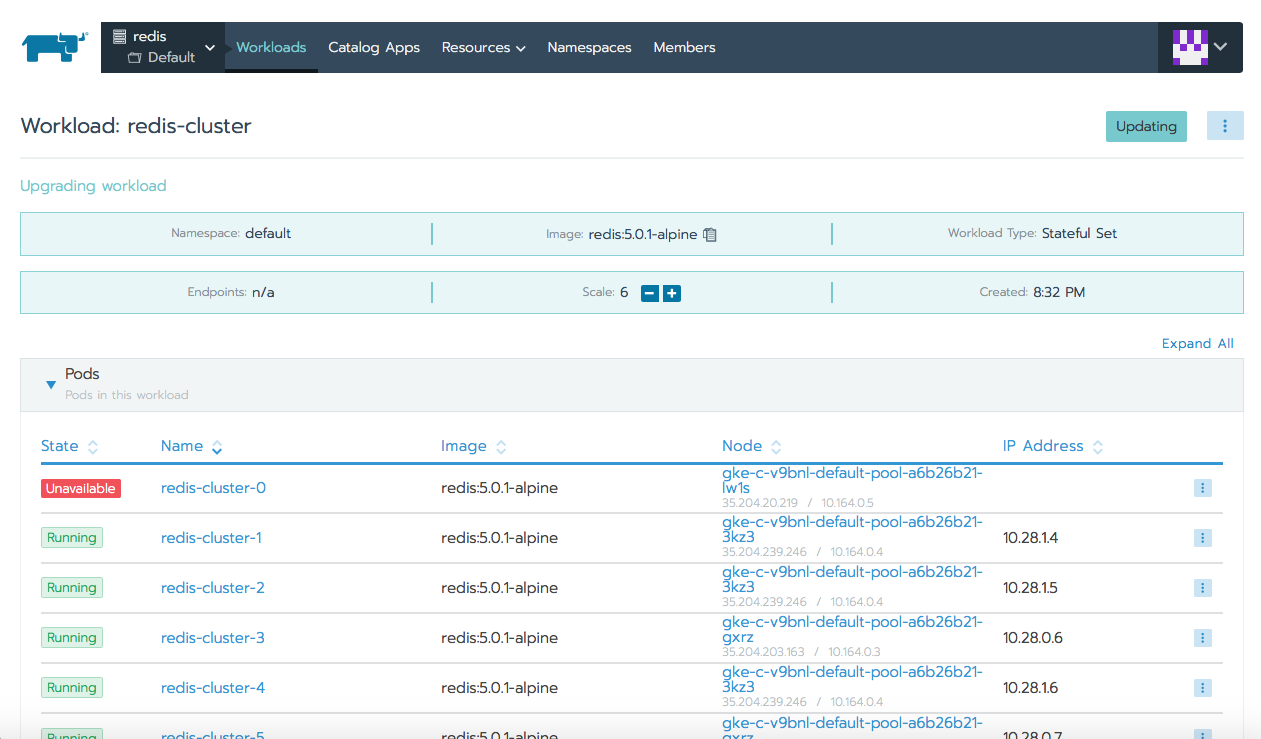 redis
Default
Workloads Catalog Apps Resources Namespaces Members
Workload: redis-cluster
Updating
Upgrading workload
Namespace: default Image: redis:5.0.1-alpine Workload Type: Stateful Set
Endpoints: n/a Scale: 6 Created: 8:32 PM
Expand All
Pods
Pods in this workload
State Name Image Node IP Address
Unavailable redis-cluster-0 redis:5.0.1-alpine gke-c-v9bnl-default-pool-a6b26b21-
lw1s
35.204.20.219 / 10.164.0.5
Running redis-cluster-1 redis:5.0.1-alpine gke-c-v9bnl-default-pool-a6b26b21-
3kz3 10.28.1.4
35.204.239.246 / 10.164.0.4
Running redis-cluster-2 redis:5.0.1-alpine gke-c-v9bnl-default-pool-a6b26b21-
3kz3 10.28.1.5
35.204.239.246 / 10.164.0.4
Running redis-cluster-3 redis:5.0.1-alpine gke-c-v9bnl-default-pool-a6b26b21-
gxrz 10.28.0.6
35.204.203.163 / 10.164.0.3
Running redis-cluster-4 redis:5.0.1-alpine gke-c-v9bnl-default-pool-a6b26b21-
3kz3 10.28.1.6
35.204.239.246 / 10.164.0.4
Running redis-cluster-5 redis:5.0.1-alpine gke-c-v9bnl-default-pool-a6b26b21-
gxrz 10.28.0.7